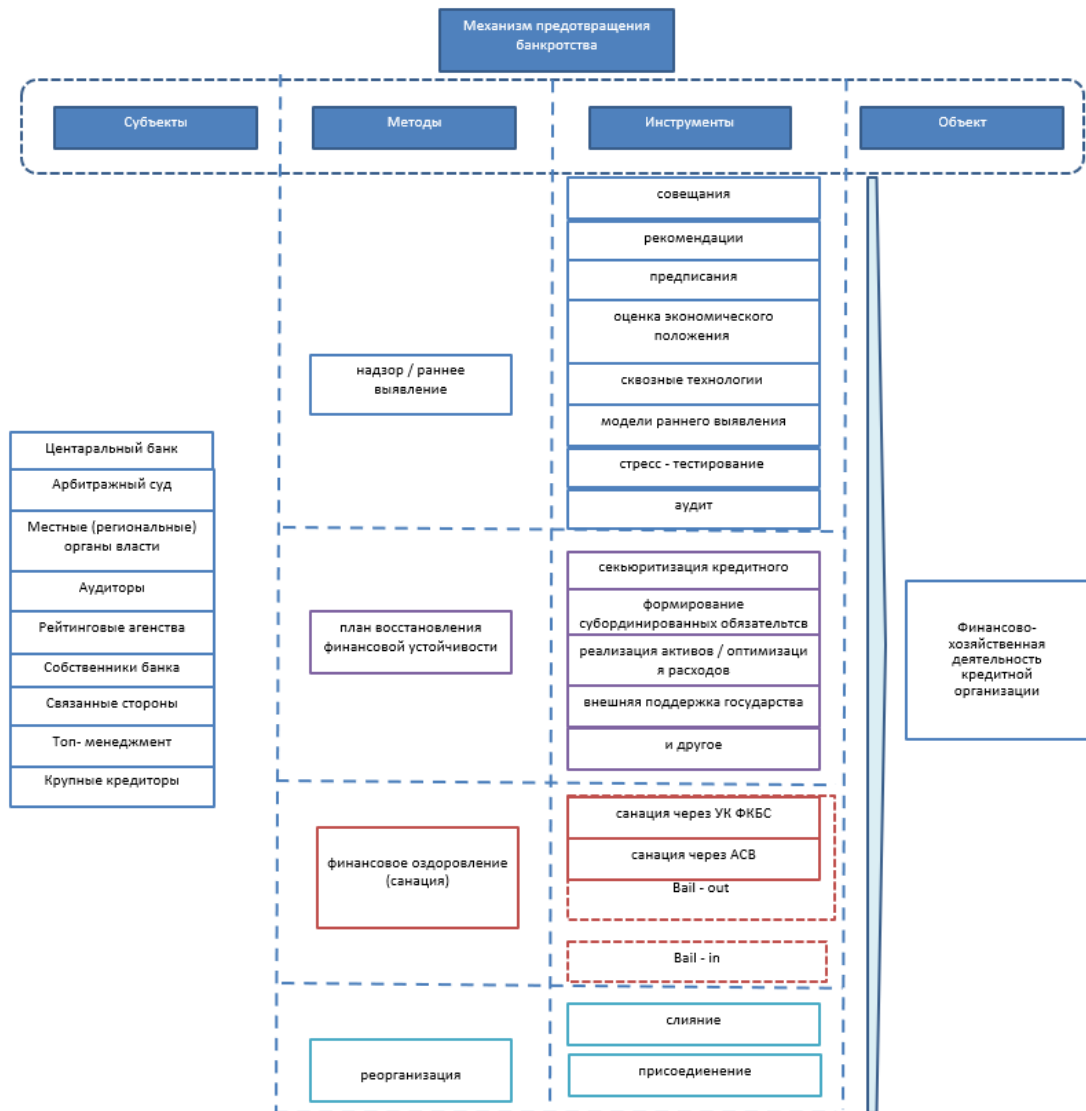 Механизм предотвращения
банкротства
Субъекты
Методы
Инструменты
Объект
Центаральный банк
Арбитражный суд
Местные (региональные)
органы власти
Аудиторы
Рейтинговые агенства
Собственники банка
Связанные стороны
Топ- менеджмент
Крупные кредиторы
надзор / раннее
выявление
совещания
рекомендации
предписания
оценка экономического
положения
сквозные технологии
модели раннего выявления
стресс - тестирование
аудит
план восстановления
финансовой устойчивости
секьюритизация кредитного
формирование
субординированных обязательтсв
реализация активов / оптимизаци
я расходов
внешняя поддержка государства
и другое
финансовое оздоровление
(санация)
санация через УК ФКБС
санация через АСВ
Bail - out
Bail - in
реорганизация
слияние
присоедиенение
Финансово-
хозяйственная
деятельность
кредитной
организации